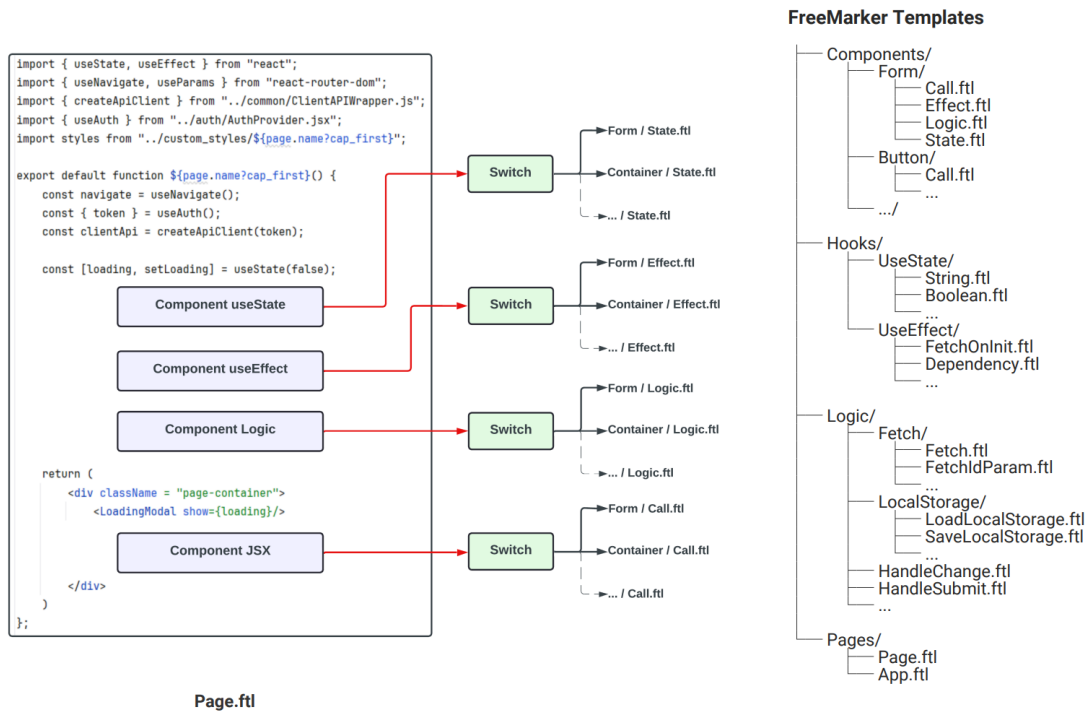 FreeMarker Templates
import { useState, useEffect } from "react";
import { useNavigate, useParams } from "react-router-dom";
import { createApiClient } from "../common/ClientAPIWrapper.js";
import { useAuth } from "../auth/AuthProvider.jsx";
import styles from "../custom_styles/${page.name?cap_first}";
export default function ${page.name?cap_first}() {
const navigate = useNavigate();
const { token } = useAuth();
const clientApi = createApiClient(token);
const [loading, setLoading] = useState(false);
Component useState
Component useEffect
Component Logic
return (
<div className = "page-container">
<LoadingModal show={loading}/>
Component JSX
</div>
)
};
Page.ftl
Switch
Form / State.ftl
Container / State.ftl
... / State.ftl
Switch
Form / Effect.ftl
Container / Effect.ftl
... / Effect.ftl
Switch
Form / Logic.ftl
Container / Logic.ftl
... / Logic.ftl
Switch
Form / Call.ftl
Container / Call.ftl
... / Call.ftl
Components/
Form/
Call.ftl
Effect.ftl
Logic.ftl
State.ftl
Button/
Call.ftl
...
.../
Hooks/
UseState/
String.ftl
Boolean.ftl
...
UseEffect/
FetchOnInit.ftl
Dependency.ftl
...
Logic/
Fetch/
Fetch.ftl
FetchIdParam.ftl
...
LocalStorage/
LoadLocalStorage.ftl
SaveLocalStorage.ftl
...
HandleChange.ftl
HandleSubmit.ftl
...
Pages/
Page.ftl
App.ftl